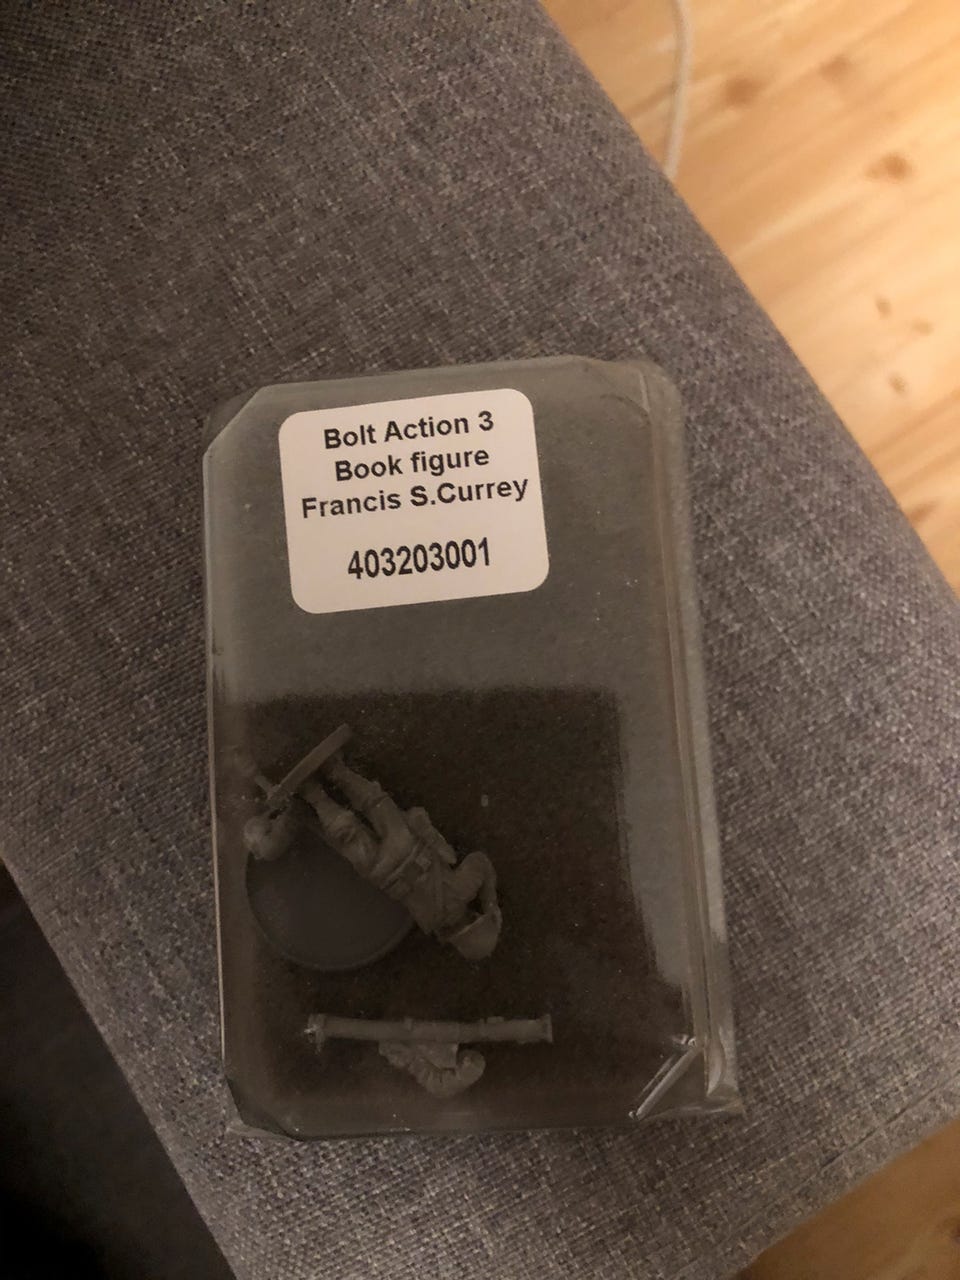 Bolt Action 3
Book figure
Francis S.Currey
403203001